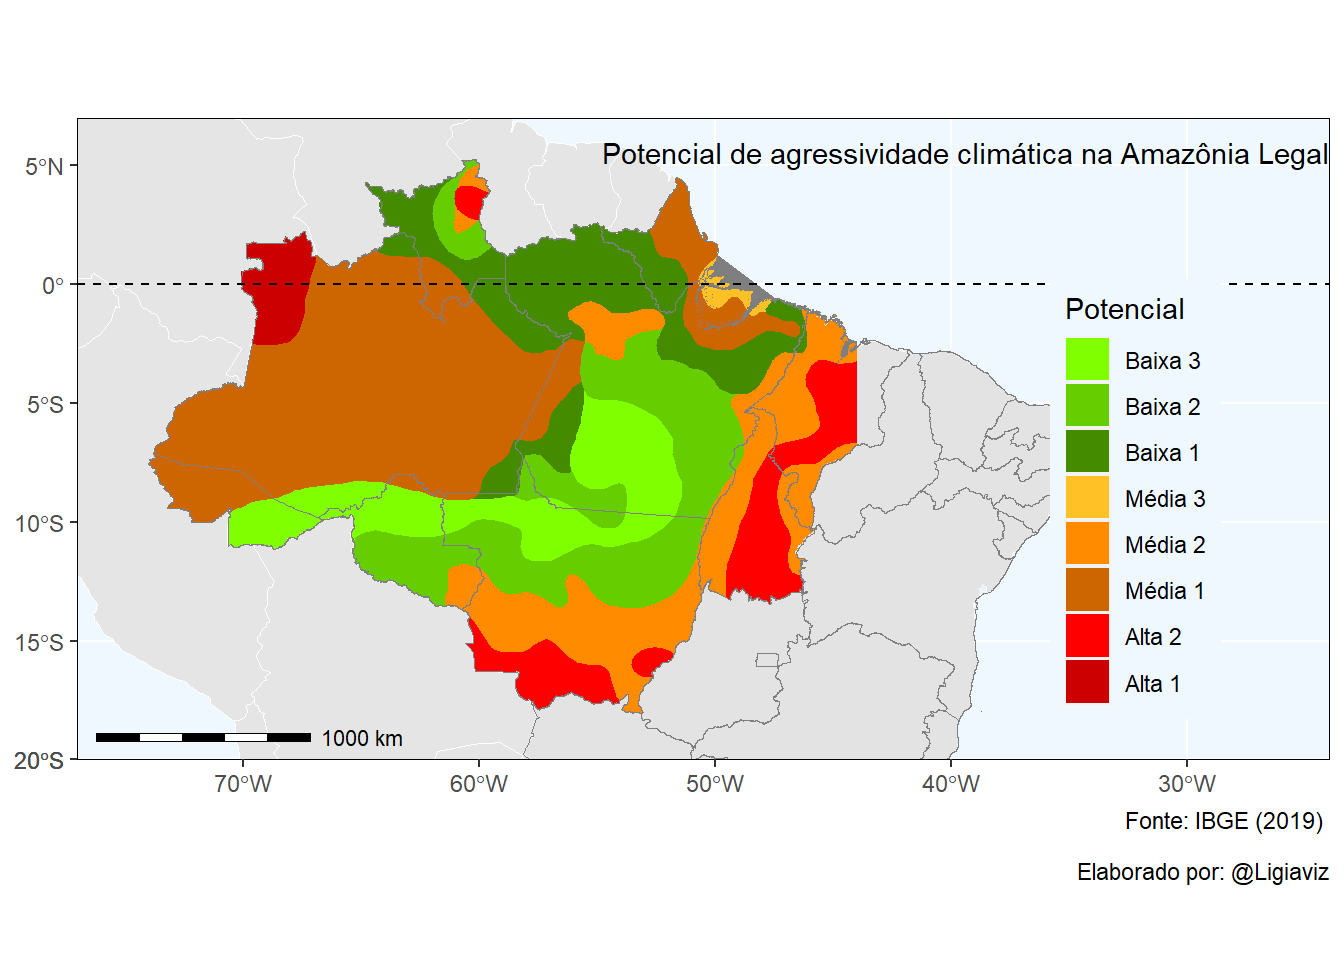 Potencial de agressividade climática na Amazônia Legal
5°N
0°
5°S
10°S
15°S
20°S
70°W
60°W
50°W
40°W
30°W
1000 km
Potencial
Baixa 3
Baixa 2
Baixa 1
Média 3
Média 2
Média 1
Alta 2
Alta 1
Fonte: IBGE (2019)
Elaborado por: @Ligiaviz